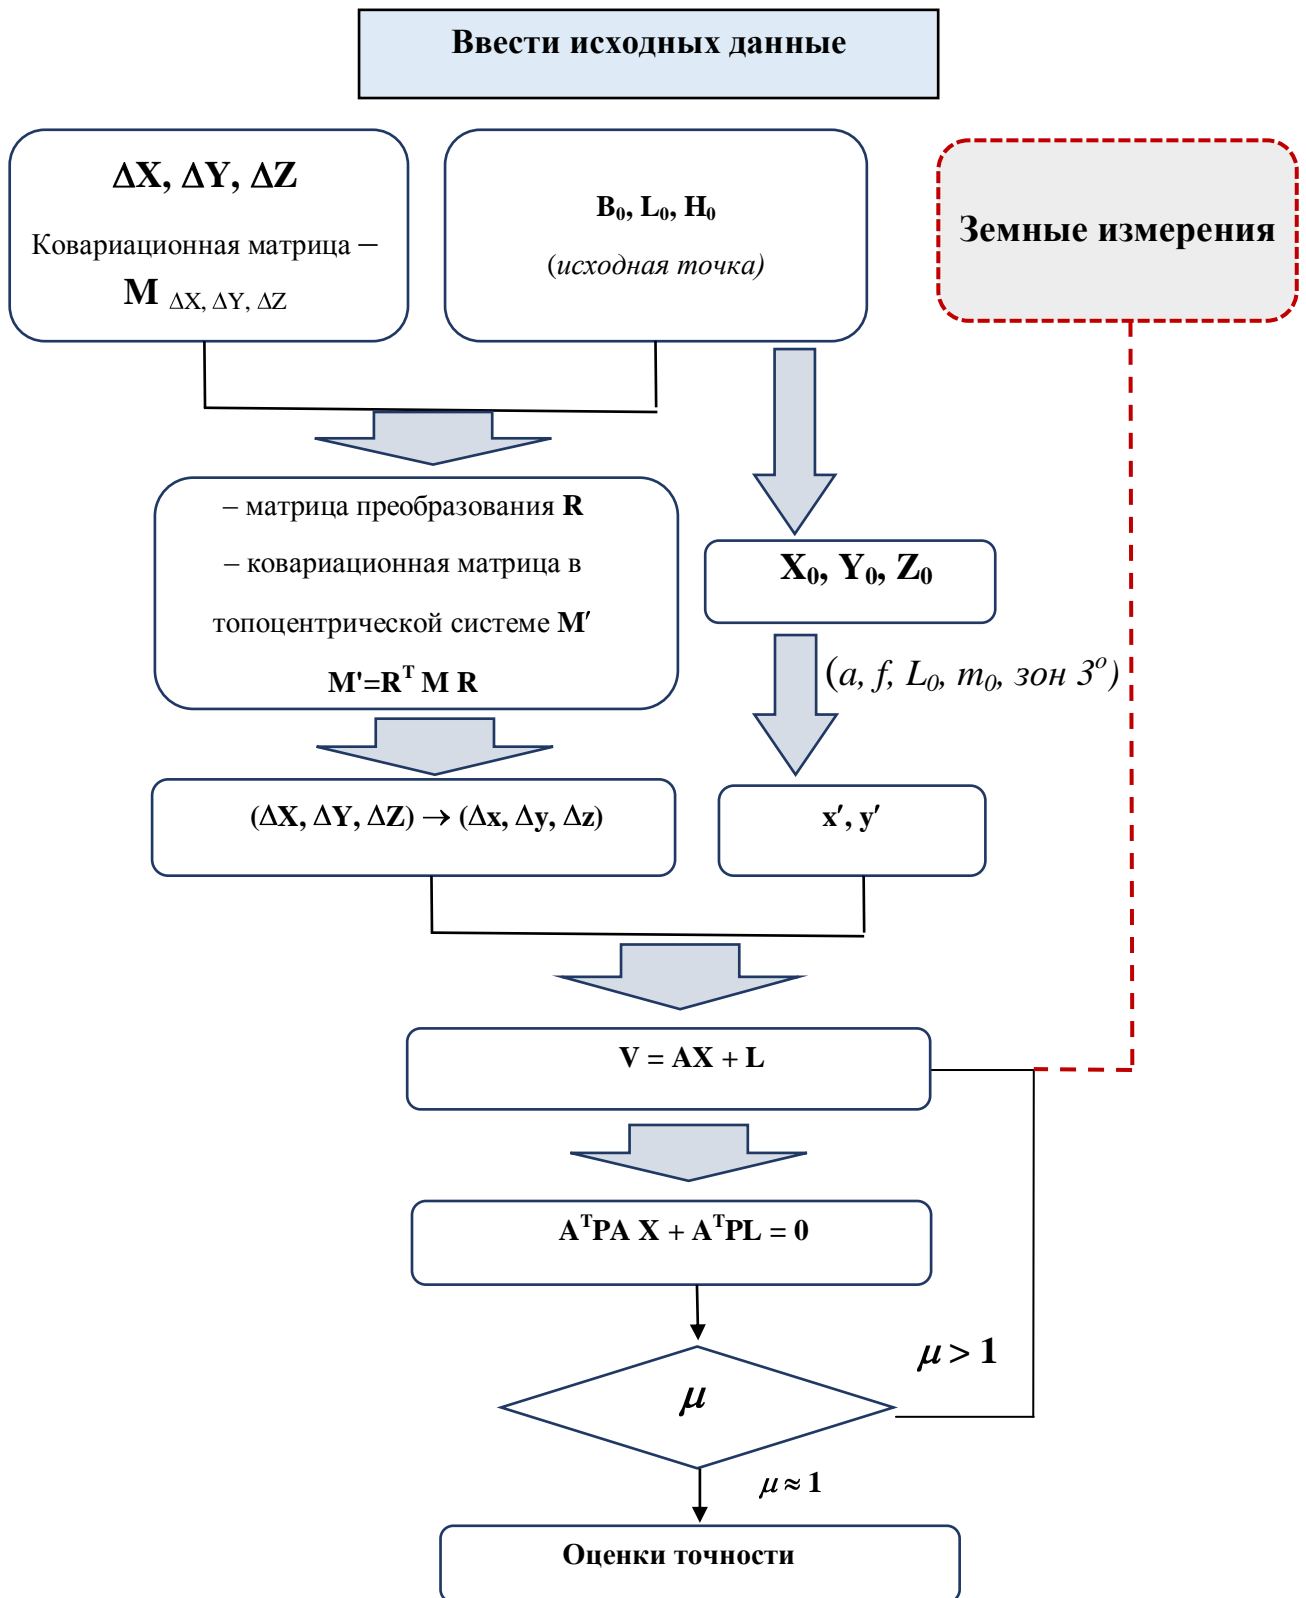 Ввести исходных данные
ΔX, ΔY, ΔZ
Ковариационная матрица –
M ΔX, ΔY, ΔZ
B₀, L₀, H₀
(исходная точка)
Земные измерения
– матрица преобразования R
– ковариационная матрица в
топоцентрической системе M′
M'=Rᵀ M R
X₀, Y₀, Z₀
(a, f, L₀, m₀, зон 3º)
(ΔX, ΔY, ΔZ) → (Δx, Δy, Δz)
x′, y′
V = AX + L
AᵀPA X + AᵀPL = 0
μ > 1
μ
μ ≈ 1
Оценки точности